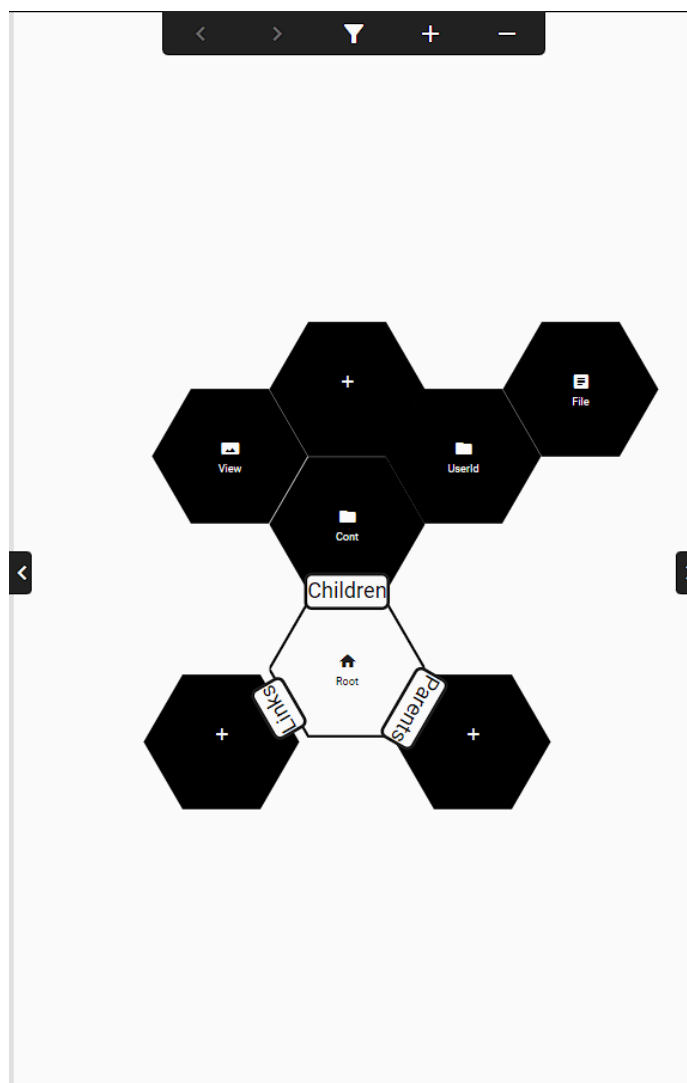 File
View
UserId
Cont
Children
Root
Links
Parents